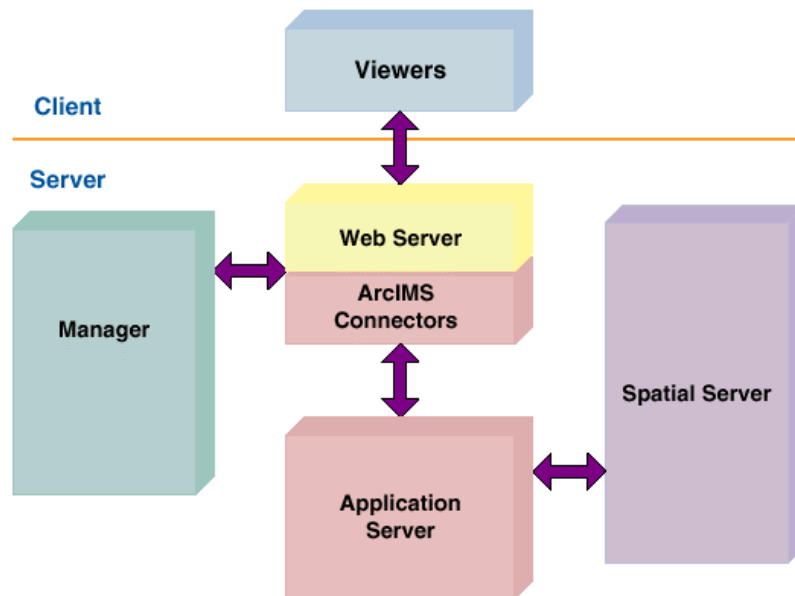 Viewers
Client
Server
Web Server
ArcIMS
Connectors
Manager
Spatial Server
Application
Server